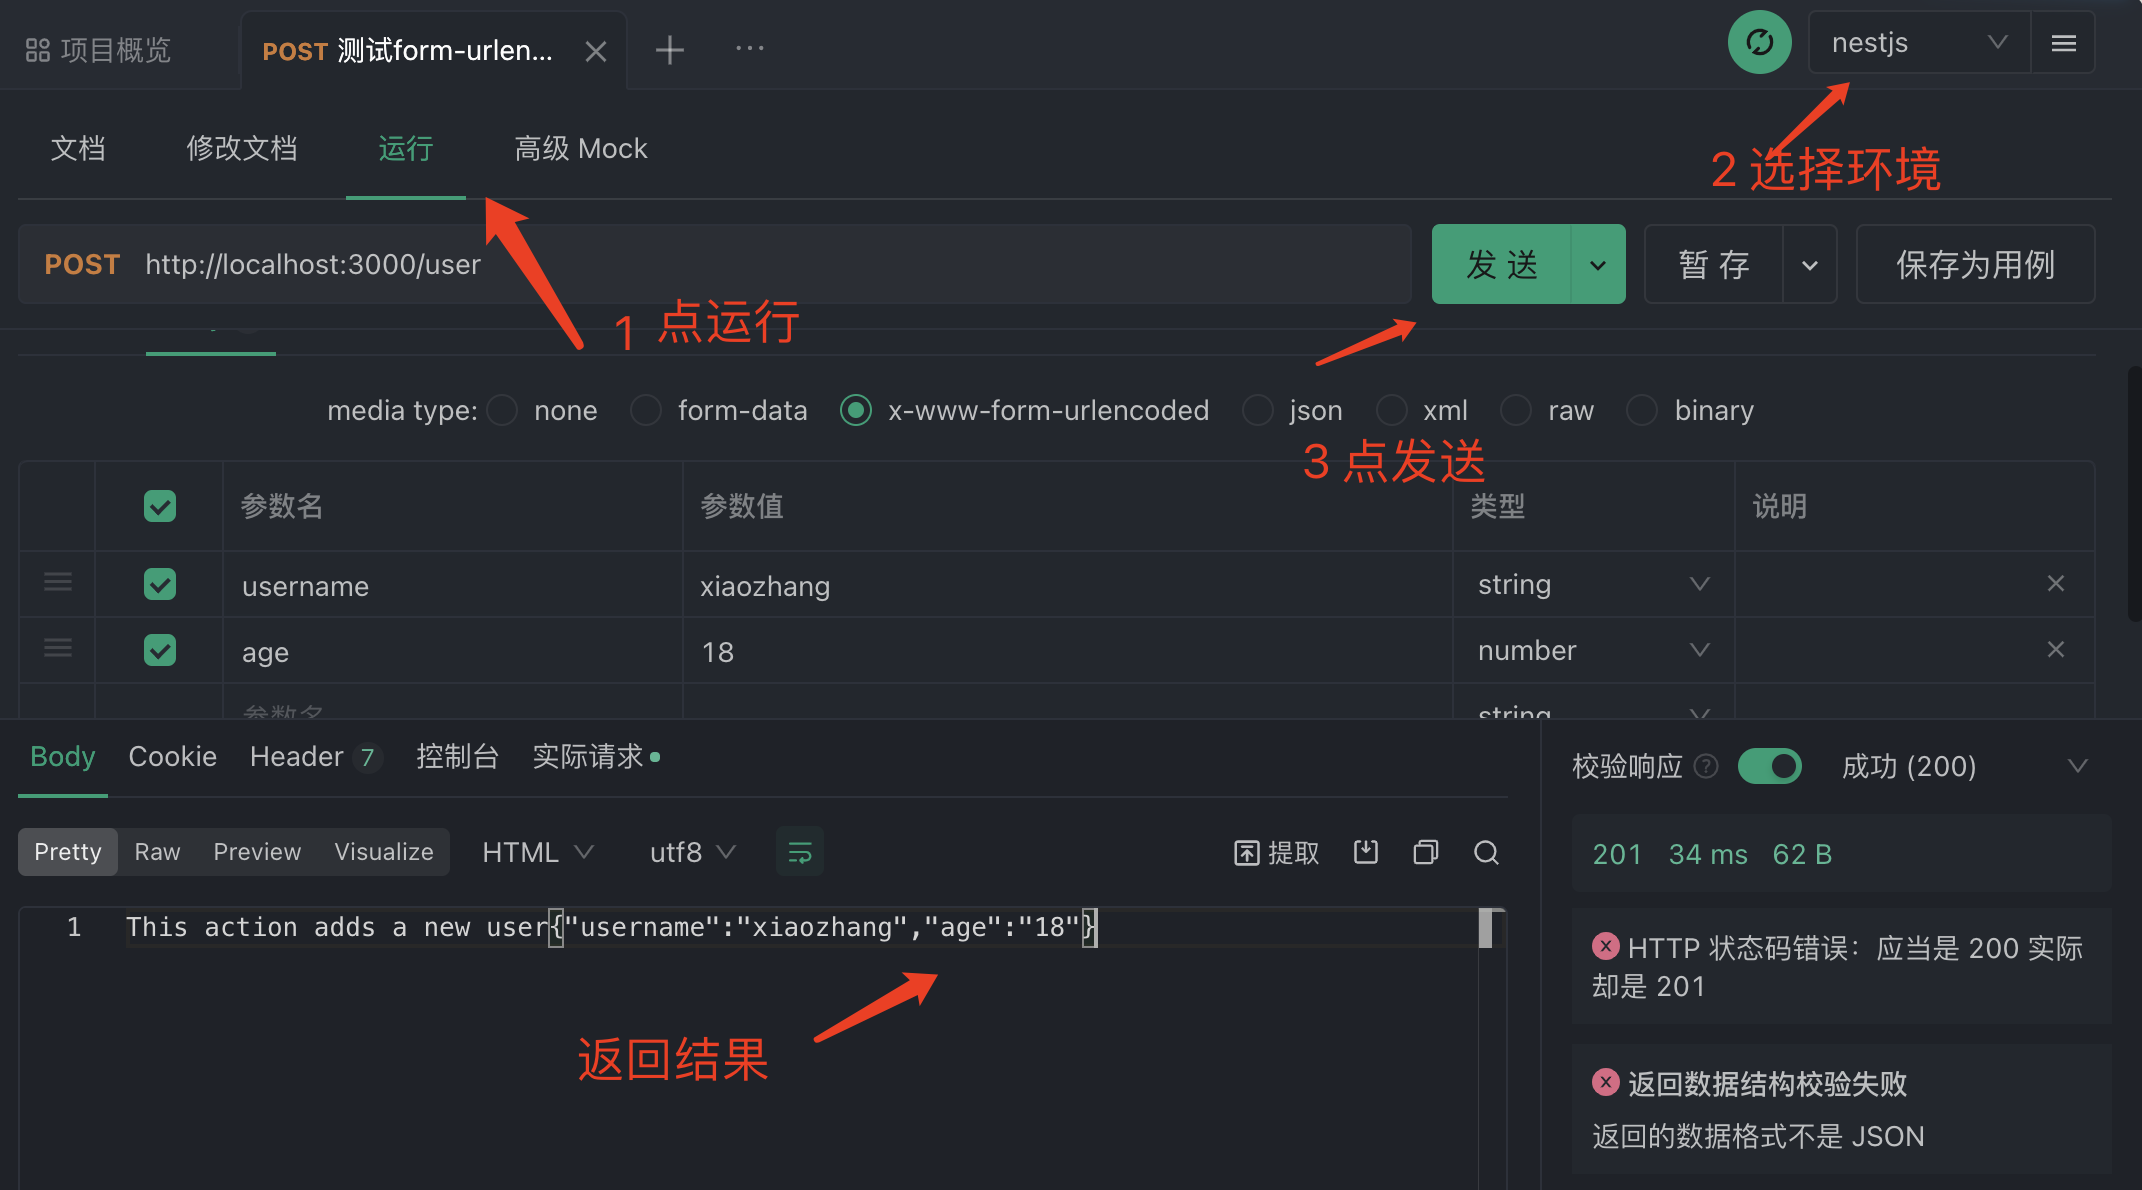 项目概览
POST 测试form-urlen...
nestjs
文档 修改文档 运行 高级 Mock
2 选择环境
POST http://localhost:3000/user
发送
暂存
保存为用例
1 点运行
media type: none form-data x-www-form-urlencoded json xml raw binary
3 点发送
参数名 参数值 类型 说明
username xiaozhang string
age 18 number
参数名 string
Body Cookie Header 7 控制台 实际请求
校验响应 ? 成功 (200)
Pretty Raw Preview Visualize HTML utf8 提取
201 34 ms 62 B
1 This action adds a new user{"username":"xiaozhang","age":"18"}
返回结果
HTTP 状态码错误：应当是 200 实际
却是 201
返回数据结构校验失败
返回的数据格式不是 JSON